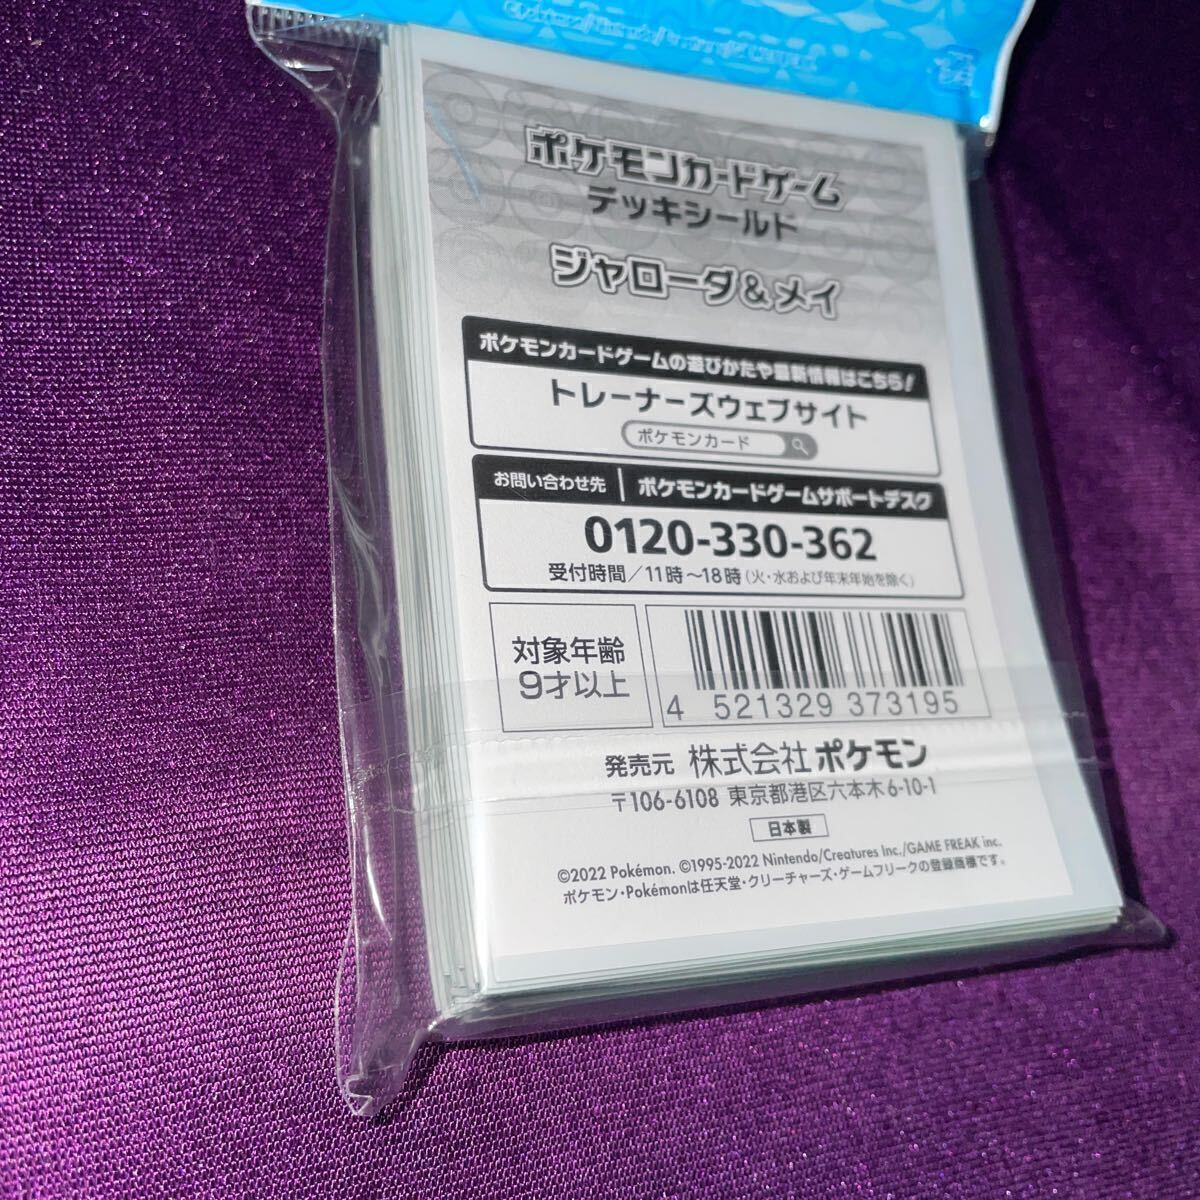 ポケモンカードゲーム
デッキシールド
ジャローダ&メイ
ポケモンカードゲームの遊びかたや最新情報はこちら!
トレーナーズウェブサイト
ポケモンカード
お問い合わせ先 | ポケモンカードゲームサポートデスク
0120-330-362
受付時間/11時~18時(火・水および年末年始を除く)
対象年齢
9才以上
4 521329 373195
発売元 株式会社ポケモン
〒106-6108 東京都港区六本木6-10-1
日本製
©2022 Pokémon. ©1995-2022 Nintendo/Creatures Inc./GAME FREAK inc.
ポケモン・Pokémonは任天堂・クリーチャーズ・ゲームフリークの登録商標です。